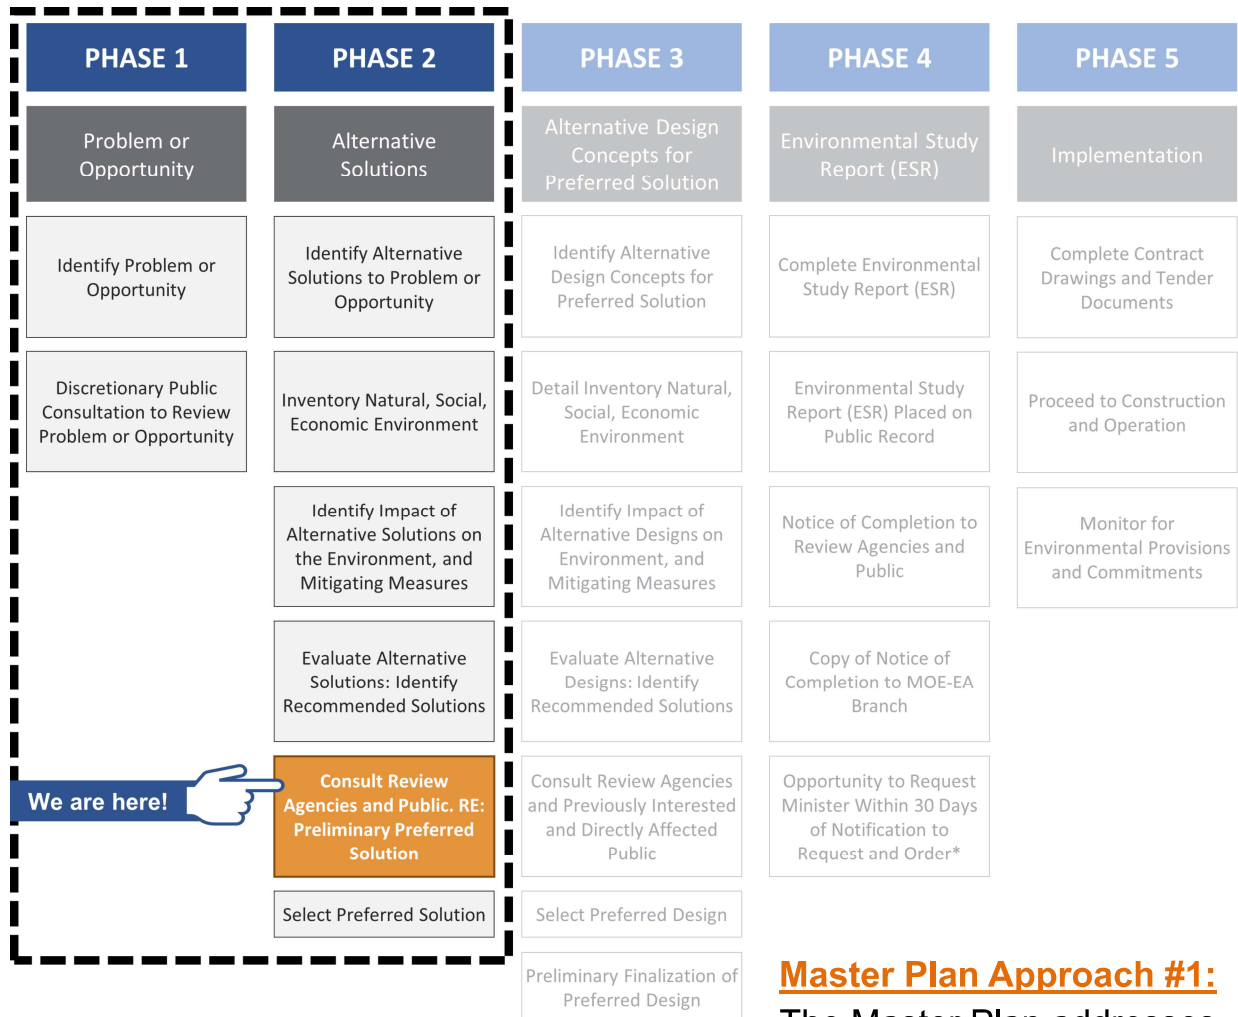 PHASE 1
PHASE 2
PHASE 3
PHASE 4
PHASE 5
Problem or
Opportunity
Alternative
Solutions
Alternative Design
Concepts for
Preferred Solution
Environmental Study
Report (ESR)
Implementation
Identify Problem or
Opportunity
Identify Alternative
Solutions to Problem or
Opportunity
Identify Alternative
Design Concepts for
Preferred Solution
Complete Environmental
Study Report (ESR)
Complete Contract
Drawings and Tender
Documents
Discretionary Public
Consultation to Review
Problem or Opportunity
Inventory Natural, Social,
Economic Environment
Detail Inventory Natural,
Social, Economic
Environment
Environmental Study
Report (ESR) Placed on
Public Record
Proceed to Construction
and Operation
Identify Impact of
Alternative Solutions on
the Environment, and
Mitigating Measures
Identify Impact of
Alternative Designs on
Environment, and
Mitigating Measures
Notice of Completion to
Review Agencies and
Public
Monitor for
Environmental Provisions
and Commitments
Evaluate Alternative
Solutions: Identify
Recommended Solutions
Evaluate Alternative
Designs: Identify
Recommended Solutions
Copy of Notice of
Completion to MOE-EA
Branch
We are here!
Consult Review
Agencies and Public. RE:
Preliminary Preferred
Solution
Consult Review Agencies
and Previously Interested
and Directly Affected
Public
Opportunity to Request
Minister Within 30 Days
of Notification to
Request and Order*
Select Preferred Solution
Select Preferred Design
Preliminary Finalization of
Preferred Design
Master Plan Approach #1:
The Master Plan addresses